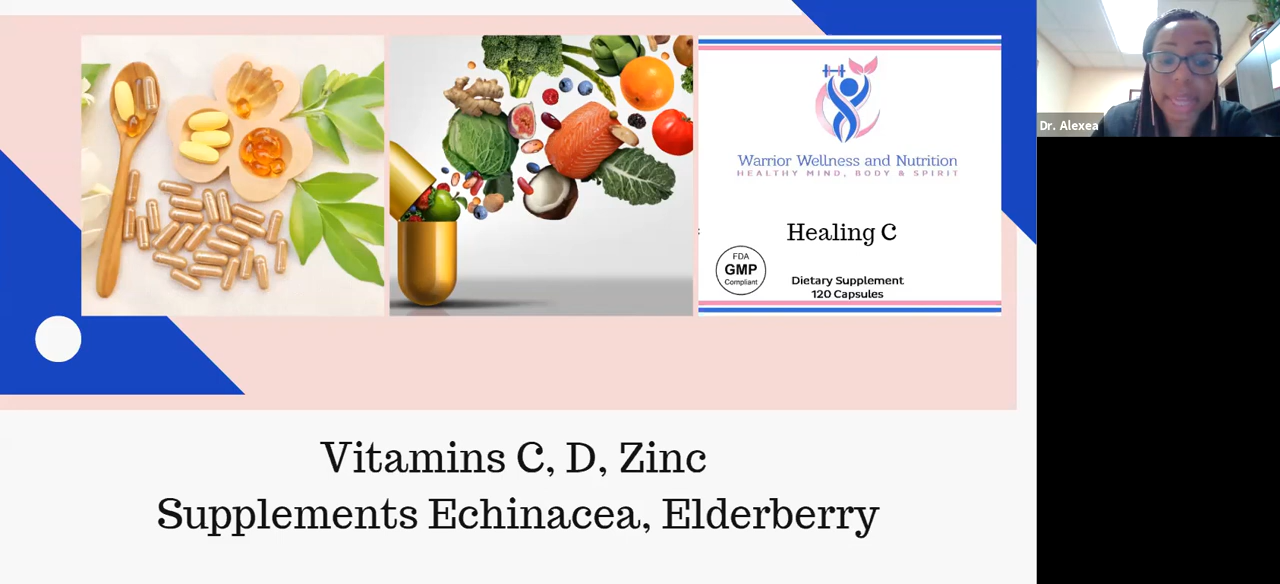 Warrior Wellness and Nutrition
HEALTHY MIND, BODY & SPIRIT
Healing C
FDA
GMP
Compliant
Dietary Supplement
120 Capsules
Dr. Alexea
Vitamins C, D, Zinc
Supplements Echinacea, Elderberry